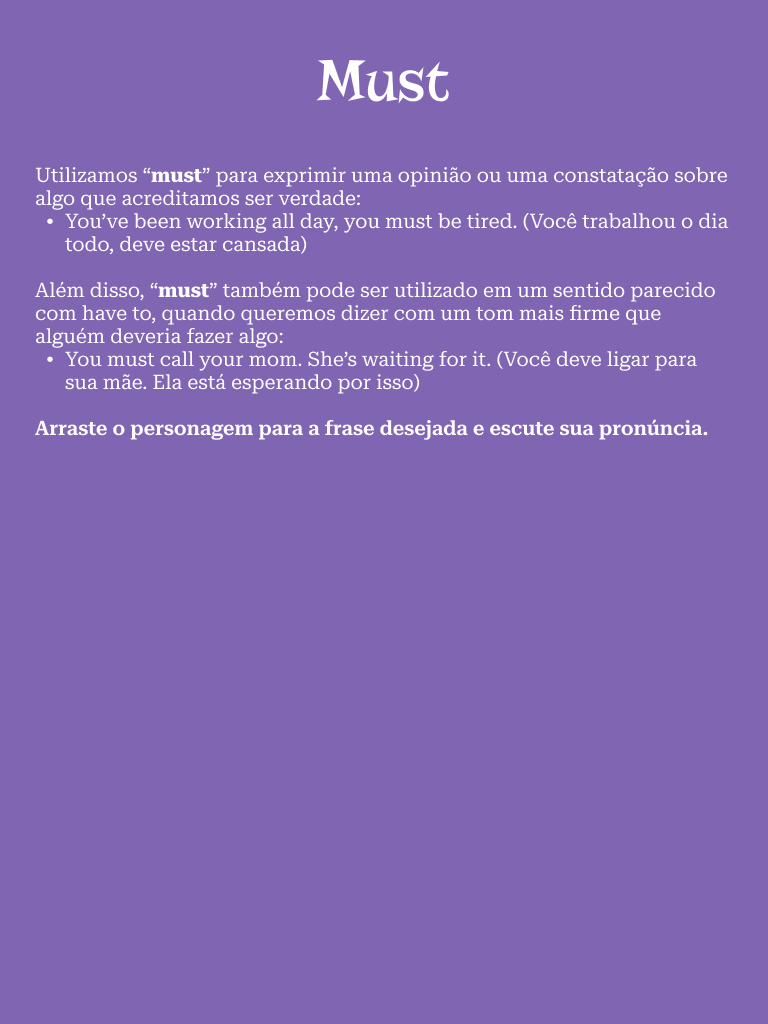 Must
Utilizamos “must” para exprimir uma opinião ou uma constatação sobre
algo que acreditamos ser verdade:
• You’ve been working all day, you must be tired. (Você trabalhou o dia
todo, deve estar cansada)
Além disso, “must” também pode ser utilizado em um sentido parecido
com have to, quando queremos dizer com um tom mais firme que
alguém deveria fazer algo:
• You must call your mom. She’s waiting for it. (Você deve ligar para
sua mãe. Ela está esperando por isso)
Arraste o personagem para a frase desejada e escute sua pronúncia.